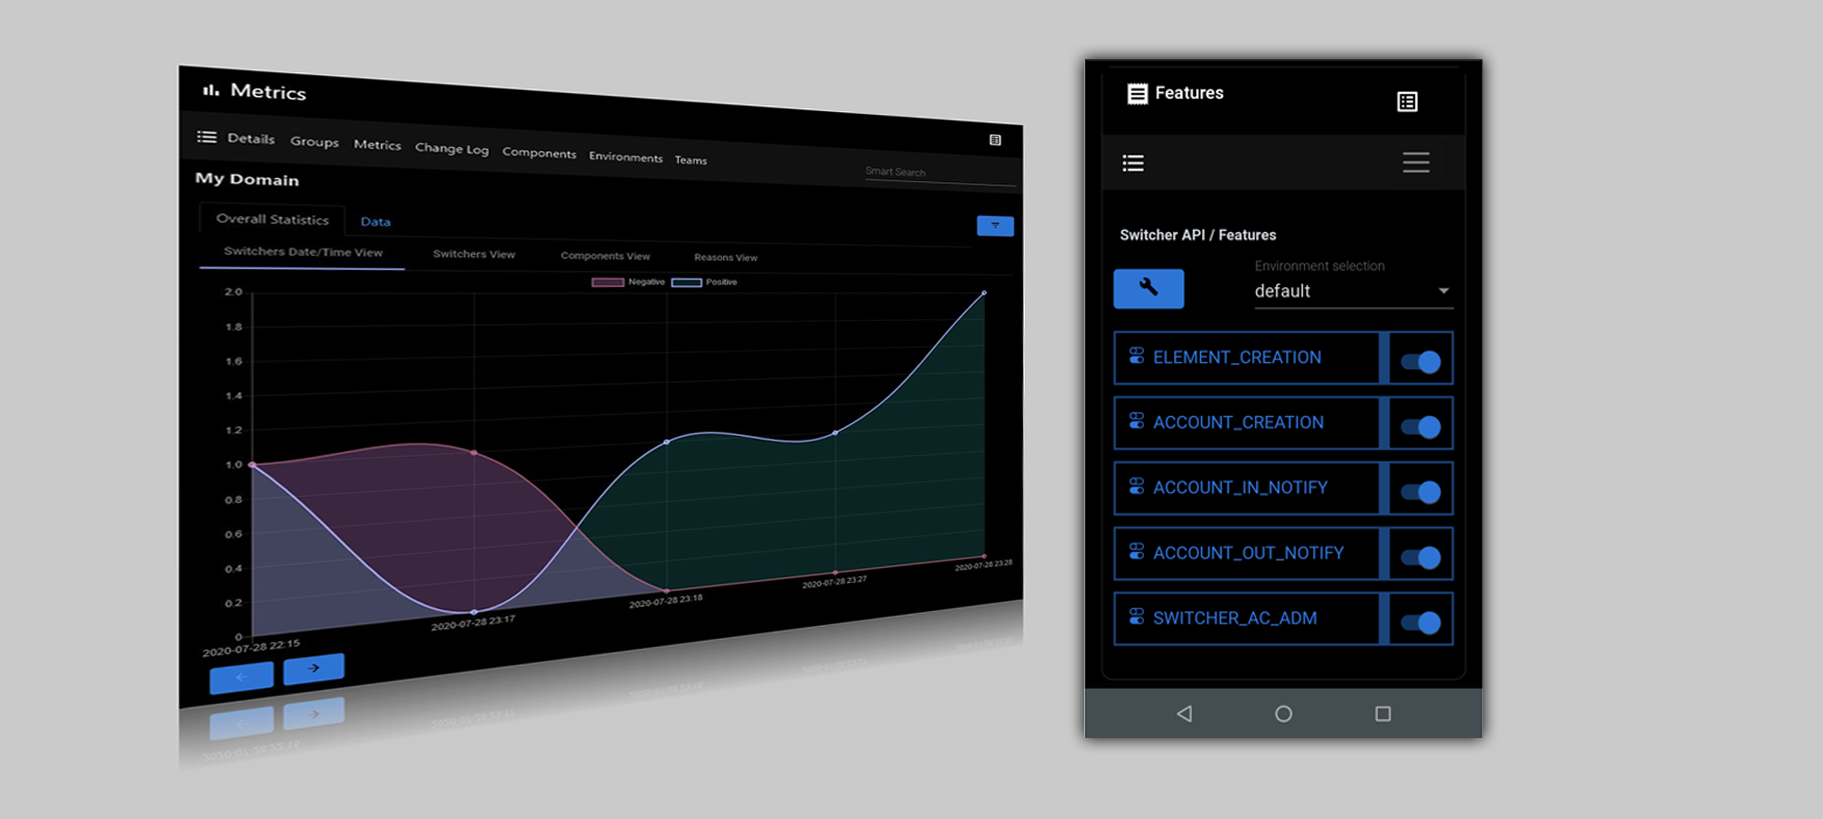 Metrics
Details Groups Metrics Change Log Components Environments Teams
Smart Search
My Domain
Overall Statistics Data
Switchers Date/Time View Switchers View Components View Reasons View
Negative Positive
2.0
1.8
1.6
1.4
1.2
1.0
0.8
0.6
0.4
0.2
0
2020-07-28 22:15
2020-07-28 23:17
2020-07-28 23:18
2020-07-28 23:27
2020-07-28 23:28
Features
Switcher API / Features
Environment selection
default
ELEMENT_CREATION
ACCOUNT_CREATION
ACCOUNT_IN_NOTIFY
ACCOUNT_OUT_NOTIFY
SWITCHER_AC_ADM